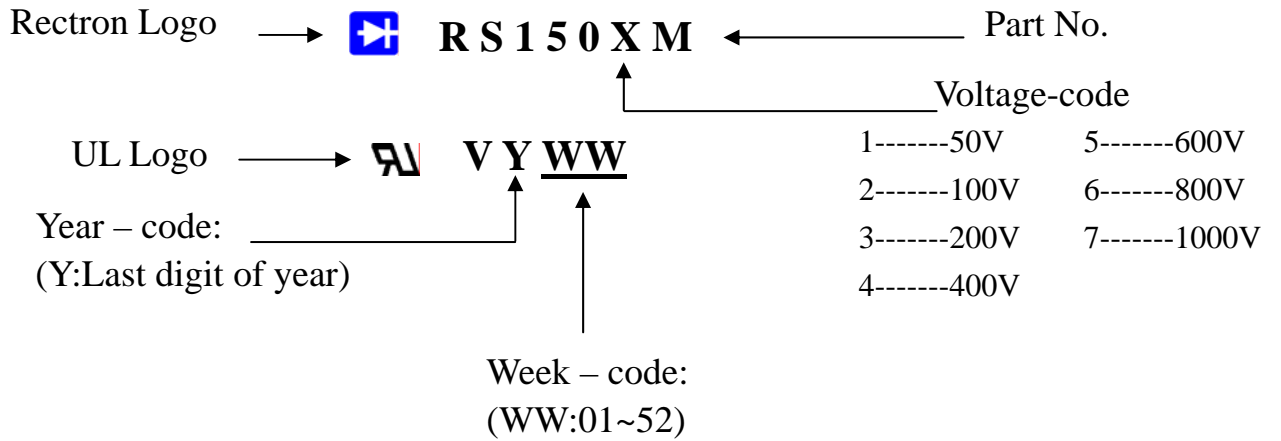 Rectron Logo R S 1 5 0 X M Part No.
Voltage-code
1-------50V 5-------600V
UL Logo V Y WW
2-------100V 6-------800V
Year – code:
3-------200V 7-------1000V
(Y:Last digit of year)
4-------400V
Week – code:
(WW:01~52)